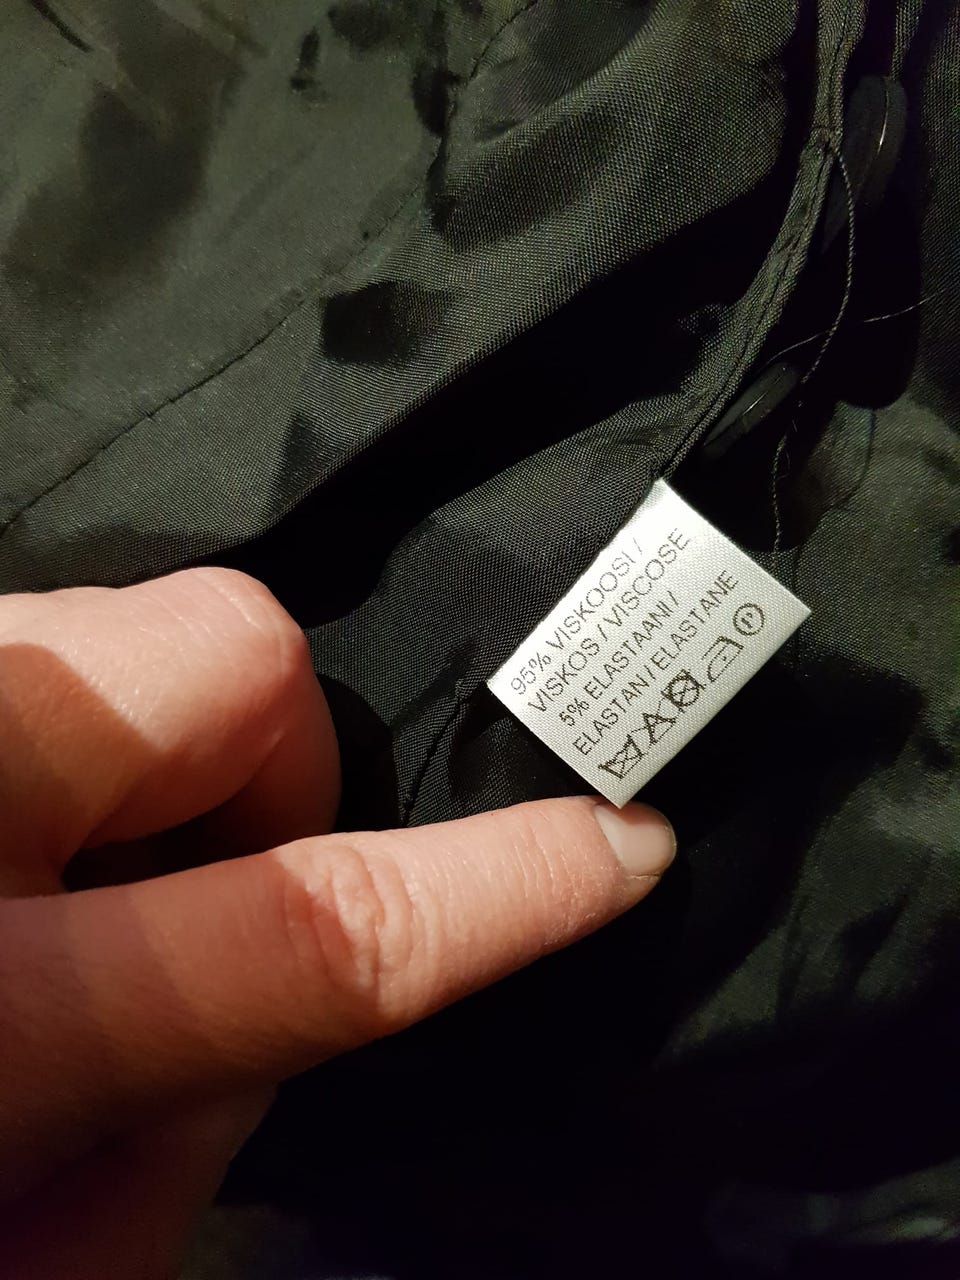 95% VISKOOSI /
VISKOS / VISCOSE
5% ELASTAANI /
ELASTAN / ELASTANE
P